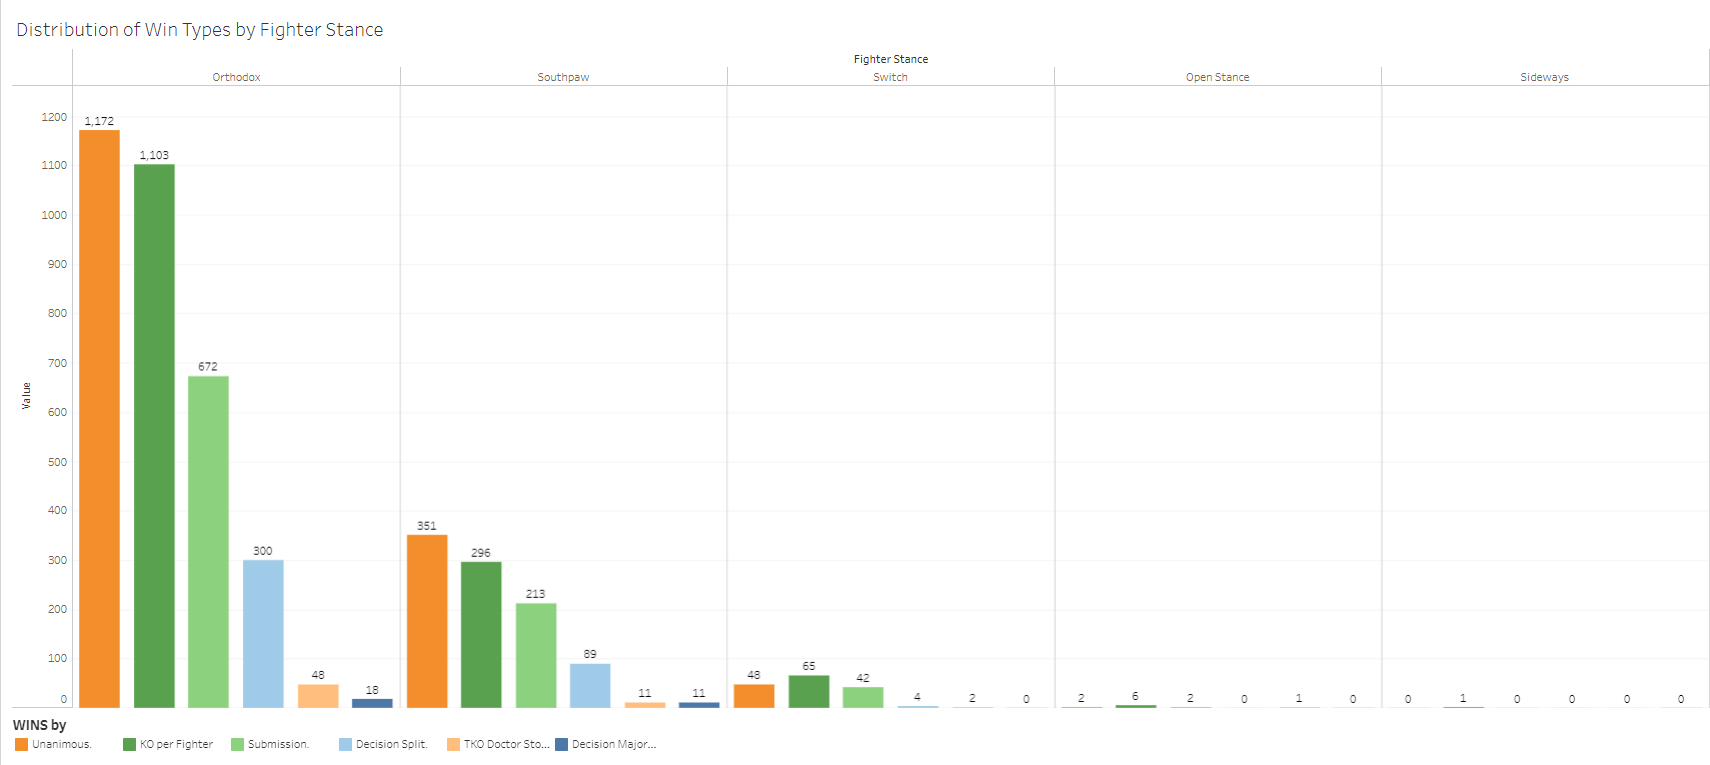 Distribution of Win Types by Fighter Stance
Fighter Stance
Orthodox Southpaw Switch Open Stance Sideways
Value
1200
1100
1000
900
800
700
600
500
400
300
200
100
0
1,172 1,103 672 300 48 18
351 296 213 89 11 11
48 65 42 4 2 0
2 6 2 0 1 0
0 1 0 0 0 0
WINS by
Unanimous. KO per Fighter Submission. Decision Split. TKO Doctor Sto... Decision Major...